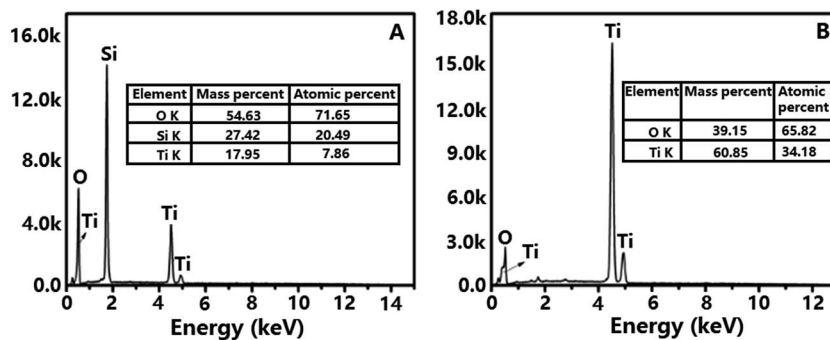 A
16.0k
12.0k
8.0k
4.0k
0.0
0 2 4 6 8 10 12 14
Energy (keV)
Si
O
Ti
Ti
Ti
Element Mass percent Atomic percent
O K 54.63 71.65
Si K 27.42 20.49
Ti K 17.95 7.86
B
18.0k
15.0k
12.0k
9.0k
6.0k
3.0k
0.0
0 2 4 6 8 10 12
Energy (keV)
Ti
O
Ti
Ti
Element Mass percent Atomic
percent
O K 39.15 65.82
Ti K 60.85 34.18